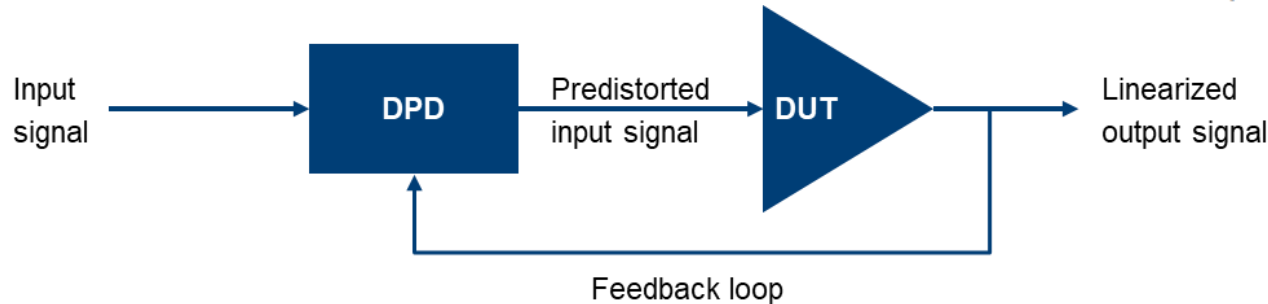 Input
signal
DPD
Predistorted
input signal
DUT
Linearized
output signal
Feedback loop